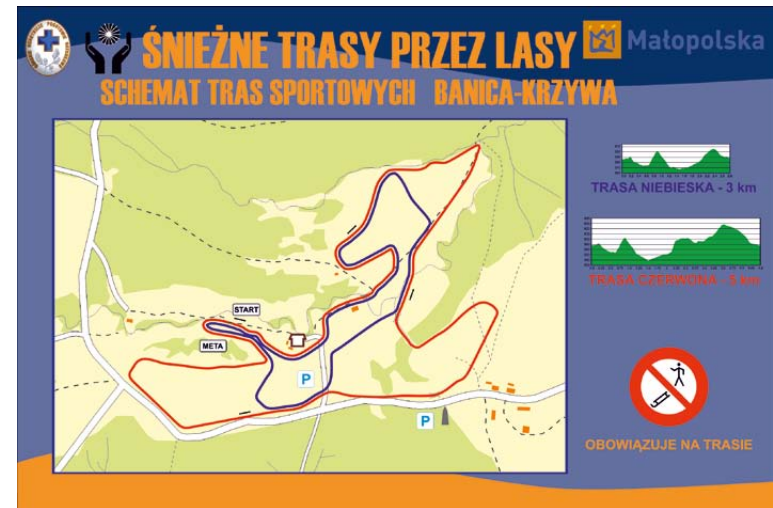 ŚNIEŻNE TRASY PRZEZ LASY
Małopolska
SCHEMAT TRAS SPORTOWYCH BANICA-KRZYWA
START
META
P
P
TRASA NIEBIESKA - 3 km
TRASA CZERWONA - 5 km
OBOWIĄZUJE NA TRASIE